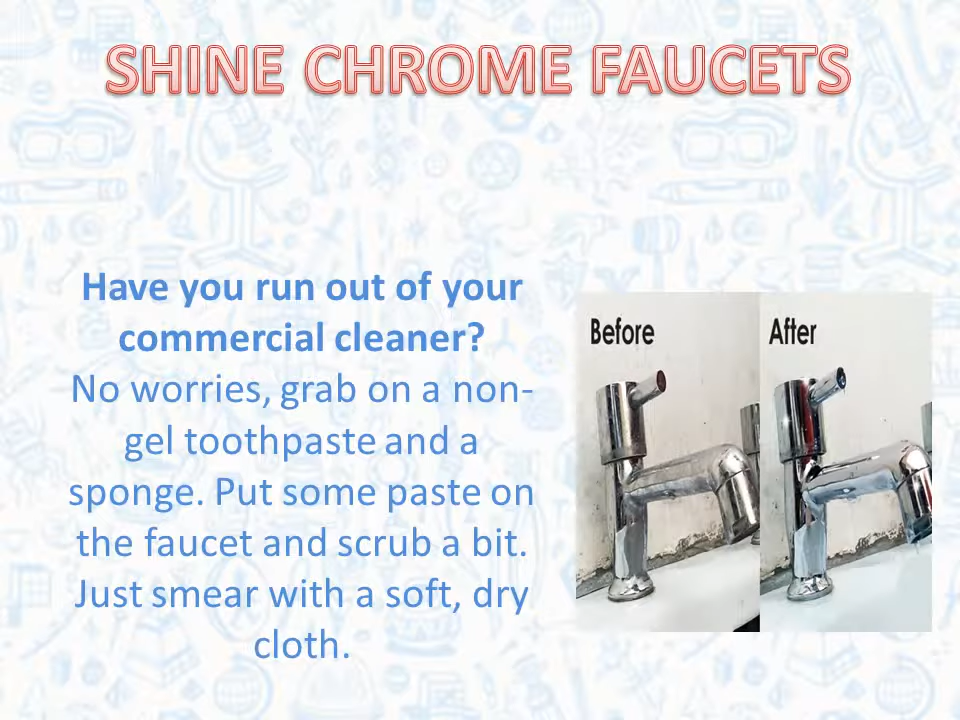 SHINE CHROME FAUCETS
Have you run out of your
commercial cleaner?
No worries, grab on a non-
gel toothpaste and a
sponge. Put some paste on
the faucet and scrub a bit.
Just smear with a soft, dry
cloth.
Before
After